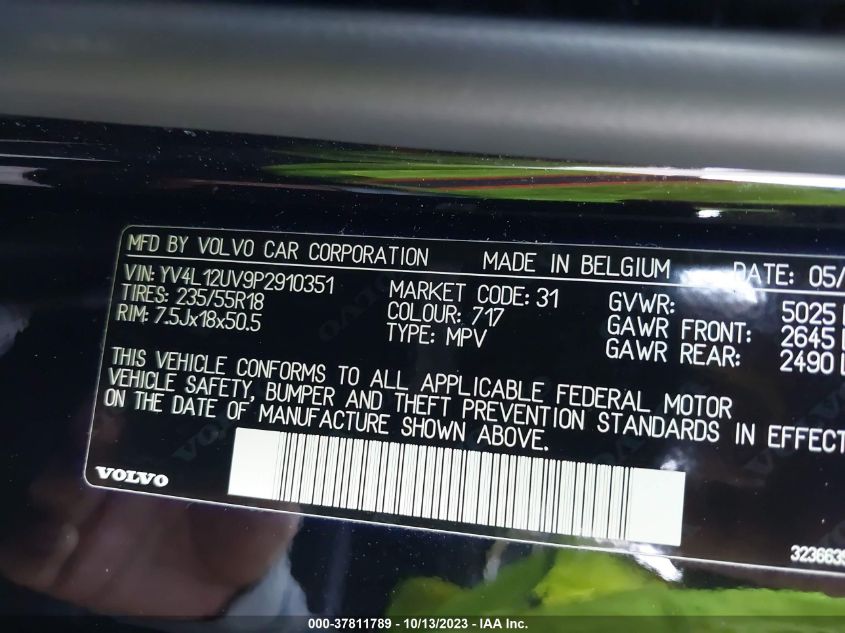 MFD BY VOLVO CAR CORPORATION MADE IN BELGIUM DATE: 05/
VIN: YV4L12UV9P2910351 MARKET CODE: 31 GVWR: 5025
TIRES: 235/55R18 COLOUR: 717 GAWR FRONT: 2645
RIM: 7.5Jx18x50.5 TYPE: MPV GAWR REAR: 2490
THIS VEHICLE CONFORMS TO ALL APPLICABLE FEDERAL MOTOR
VEHICLE SAFETY, BUMPER AND THEFT PREVENTION STANDARDS IN EFFECT
ON THE DATE OF MANUFACTURE SHOWN ABOVE.
VOLVO
000-37811789 - 10/13/2023 - IAA Inc.